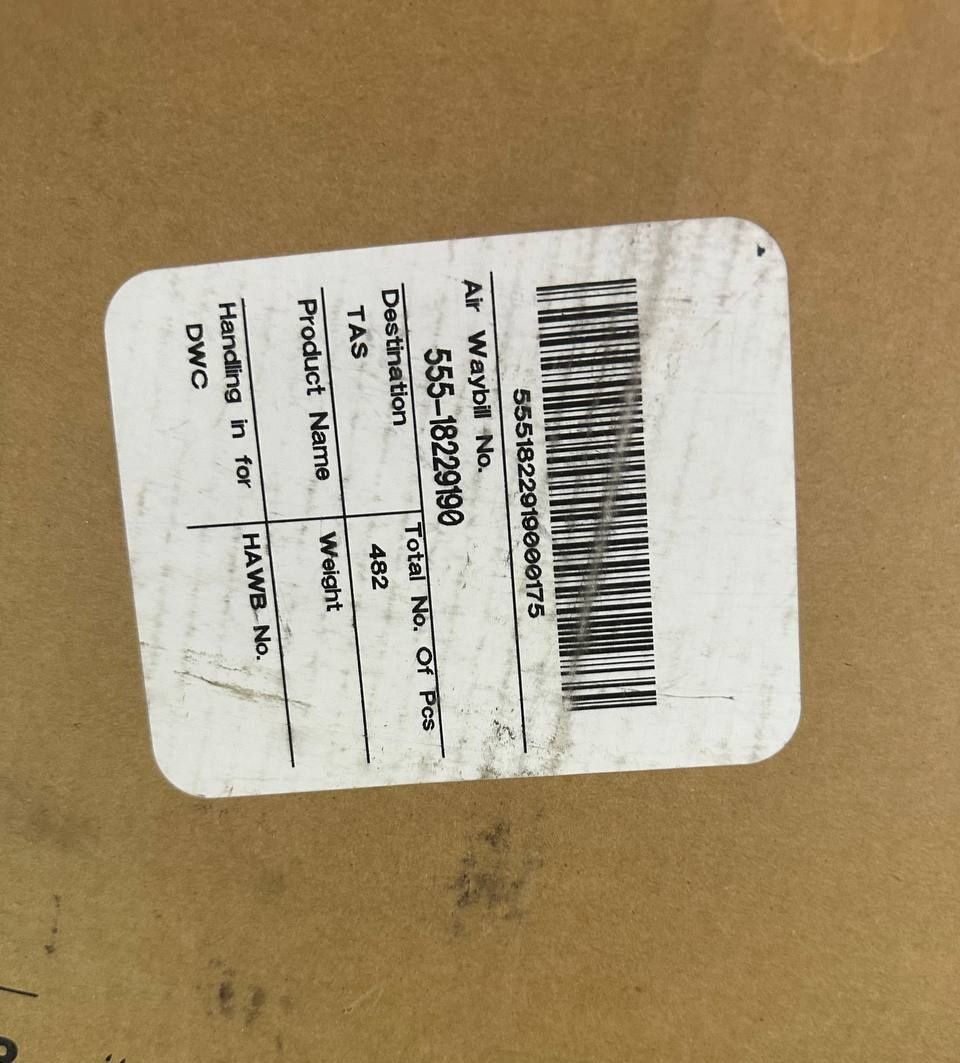 5551822919000175
Air Waybill No.
555-18229190
Destination
TAS
Total No. Of Pcs
482
Product Name
Weight
Handling in for
DWC
HAWB No.